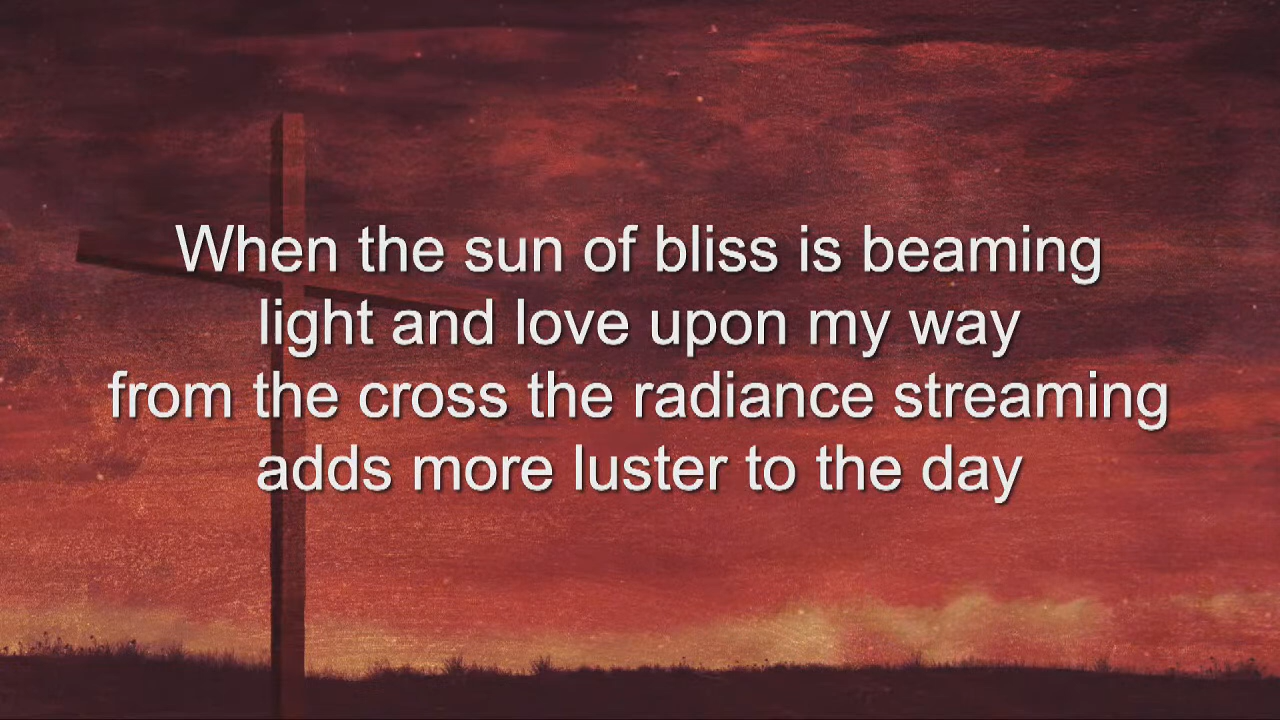 When the sun of bliss is beaming
light and love upon my way
from the cross the radiance streaming
adds more luster to the day